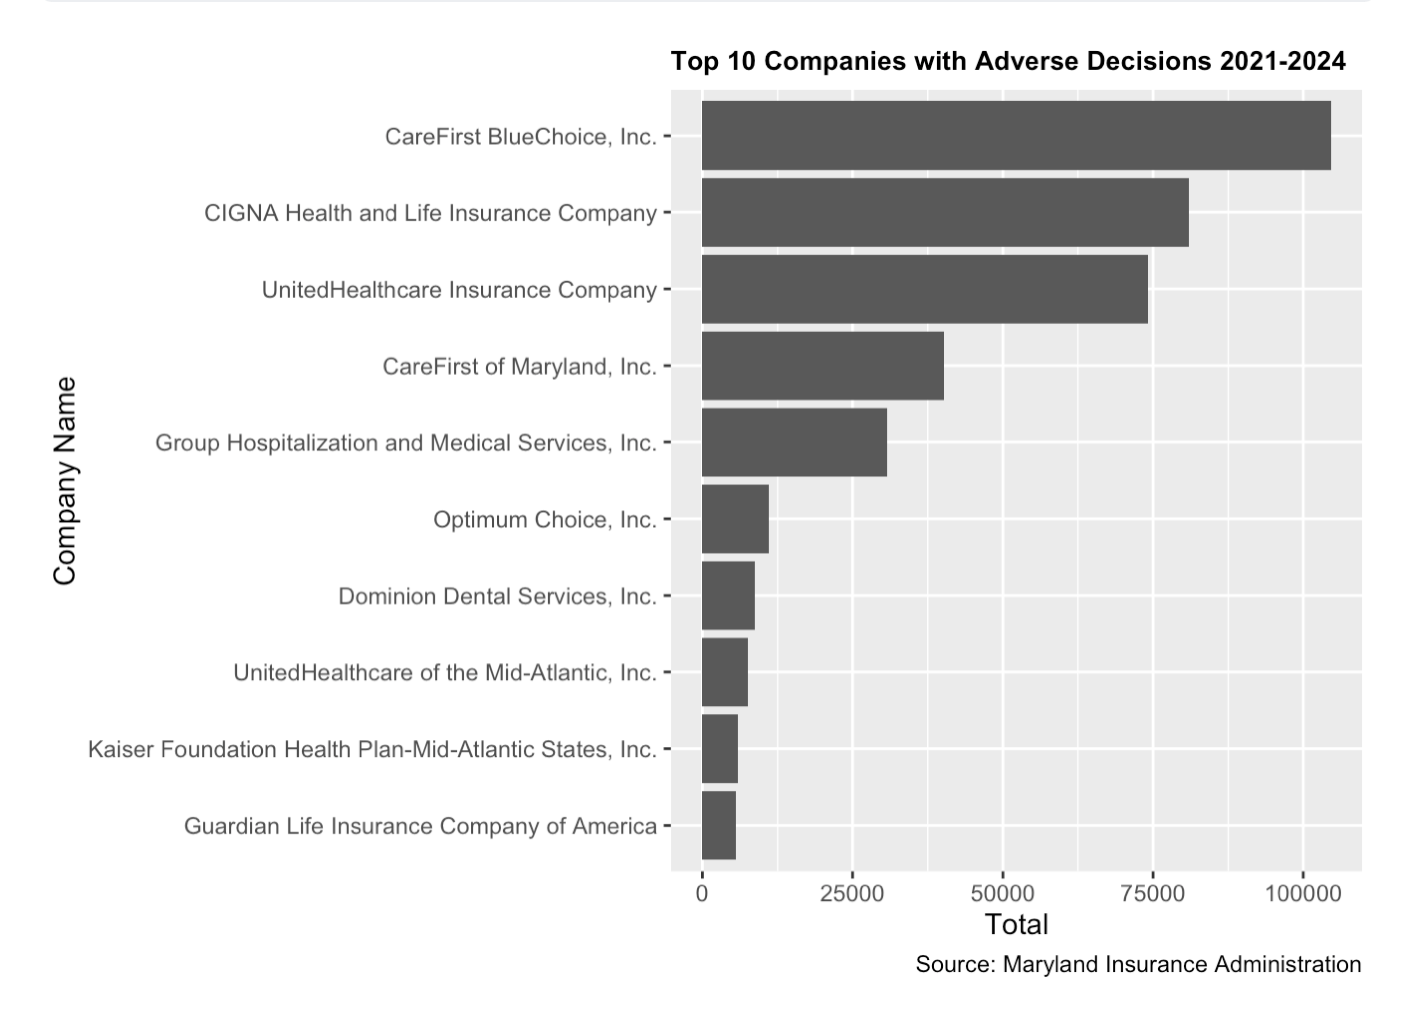 Top 10 Companies with Adverse Decisions 2021-2024
Company Name
CareFirst BlueChoice, Inc.
CIGNA Health and Life Insurance Company
UnitedHealthcare Insurance Company
CareFirst of Maryland, Inc.
Group Hospitalization and Medical Services, Inc.
Optimum Choice, Inc.
Dominion Dental Services, Inc.
UnitedHealthcare of the Mid-Atlantic, Inc.
Kaiser Foundation Health Plan-Mid-Atlantic States, Inc.
Guardian Life Insurance Company of America
0 25000 50000 75000 100000
Total
Source: Maryland Insurance Administration